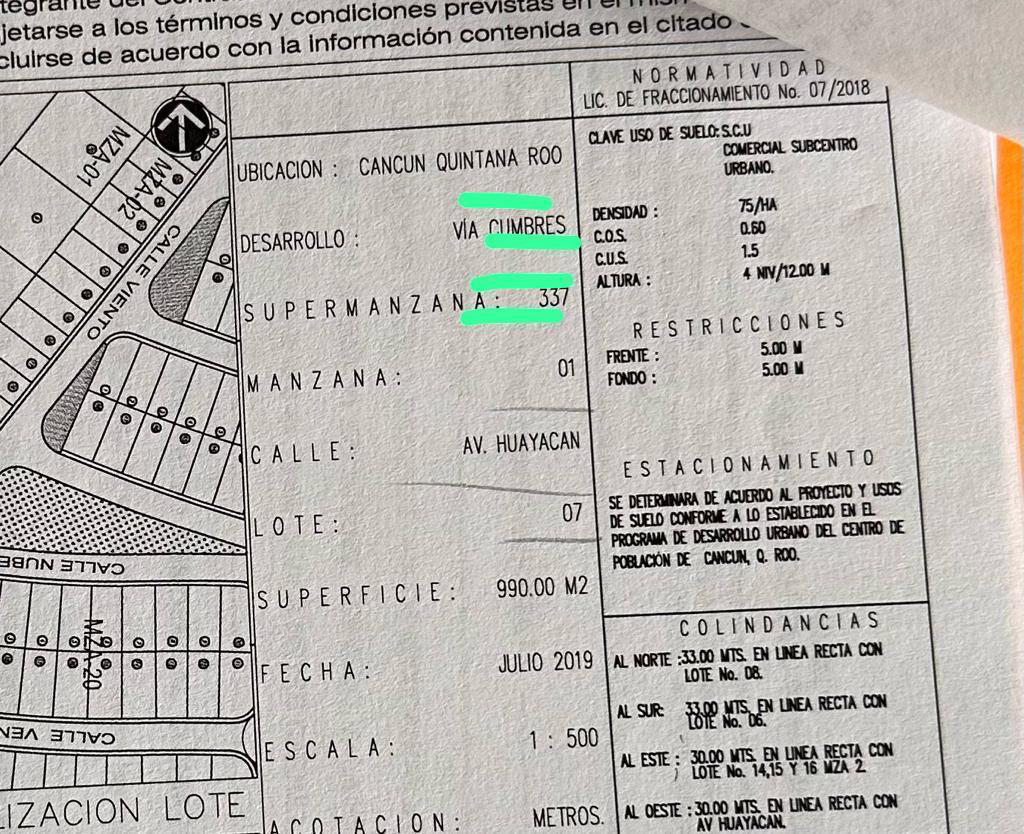 jetarse a los términos y condiciones previstas en el
cluirse de acuerdo con la información contenida en el citado
MZA-01
MZA-02
CALLE VIENTO
MZA-20
CALLE
LIZACION LOTE
UBICACION : CANCUN QUINTANA ROO
DESARROLLO : VÍA CUMBRES
SUPERMANZANA: 337
MANZANA: 01
CALLE: AV. HUAYACAN
LOTE: 07
SUPERFICIE: 990.00 M2
FECHA: JULIO 2019
ESCALA: 1 : 500
ACOTACION: METROS.
NORMATIVIDAD
LIC. DE FRACCIONAMIENTO No. 07/2018
CLAVE USO DE SUELO: S.C.U
COMERCIAL SUBCENTRO
URBANO.
DENSIDAD : 75/HA
C.O.S. 0.60
C.U.S. 1.5
ALTURA : 4 NIV/12.00 M
RESTRICCIONES
FRENTE : 5.00 M
FONDO : 5.00 M
ESTACIONAMIENTO
SE DETERMINARA DE ACUERDO AL PROYECTO Y USOS
DE SUELO CONFORME A LO ESTABLECIDO EN EL
PROGRAMA DE DESARROLLO URBANO DEL CENTRO DE
POBLACIÓN DE CANCUN, Q. ROO.
COLINDANCIAS
AL NORTE :33.00 MTS. EN LINEA RECTA CON
LOTE No. 08.
AL SUR: 33.00 MTS. EN LINEA RECTA CON
LOTE No. 06.
AL ESTE : 30.00 MTS. EN LINEA RECTA CON
LOTE No. 14,15 Y 16 MZA 2.
AL OESTE :30.00 MTS. EN LINEA RECTA CON
AV HUAYACAN.